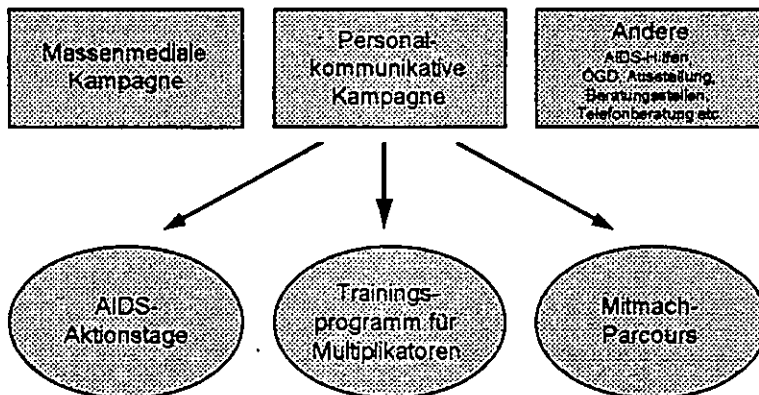 Massenmediale
Kampagne
Personal-
kommunikative
Kampagne
Andere
AIDS-Hilfen,
ÖGD, Ausstellung,
Beratungsstellen,
Telefonberatung etc.
AIDS-
Aktionstage
Trainings-
programm für
Multiplikatoren
Mitmach-
Parcours